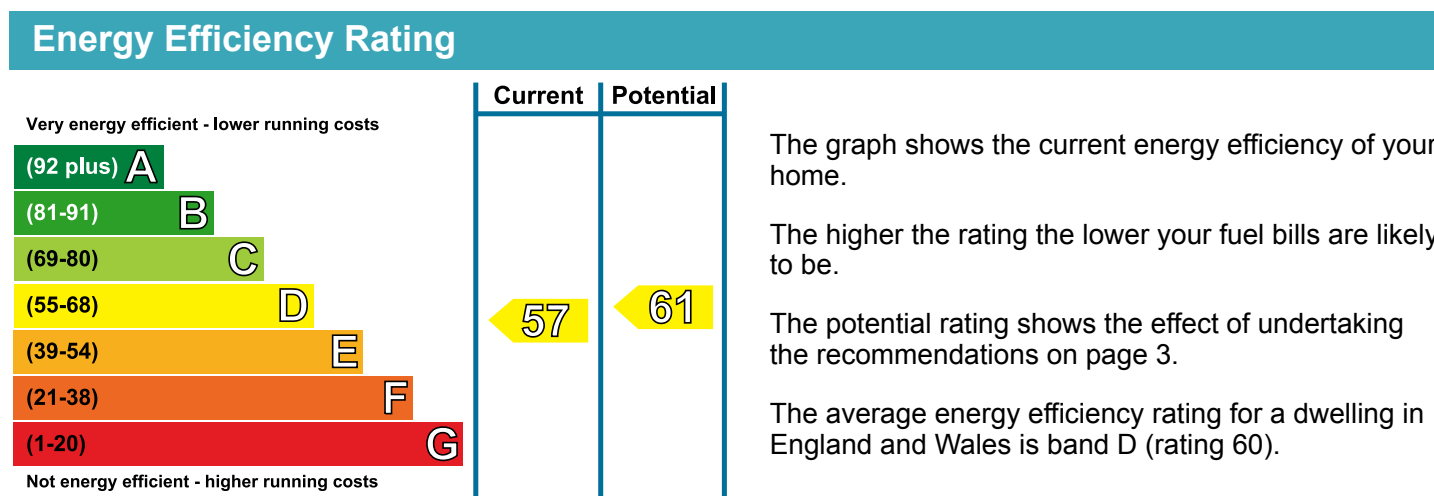 Energy Efficiency Rating
Current Potential
Very energy efficient - lower running costs
(92 plus) A
(81-91) B
(69-80) C
(55-68) D
(39-54) E
(21-38) F
(1-20) G
Not energy efficient - higher running costs
57
61
The graph shows the current energy efficiency of your
home.
The higher the rating the lower your fuel bills are likely
to be.
The potential rating shows the effect of undertaking
the recommendations on page 3.
The average energy efficiency rating for a dwelling in
England and Wales is band D (rating 60).